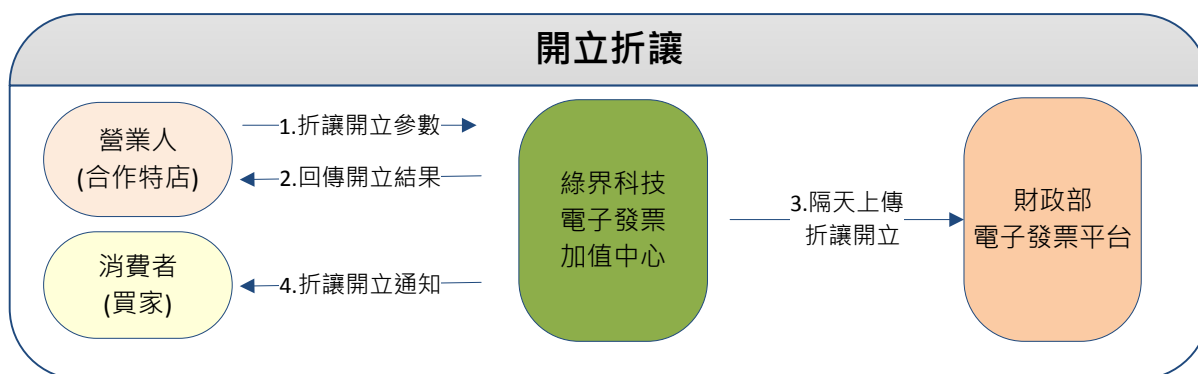 開立折讓
營業人
(合作特店)
1.折讓開立參數
2.回傳開立結果
消費者
(買家)
4.折讓開立通知
綠界科技
電子發票
加值中心
3.隔天上傳
折讓開立
財政部
電子發票平台